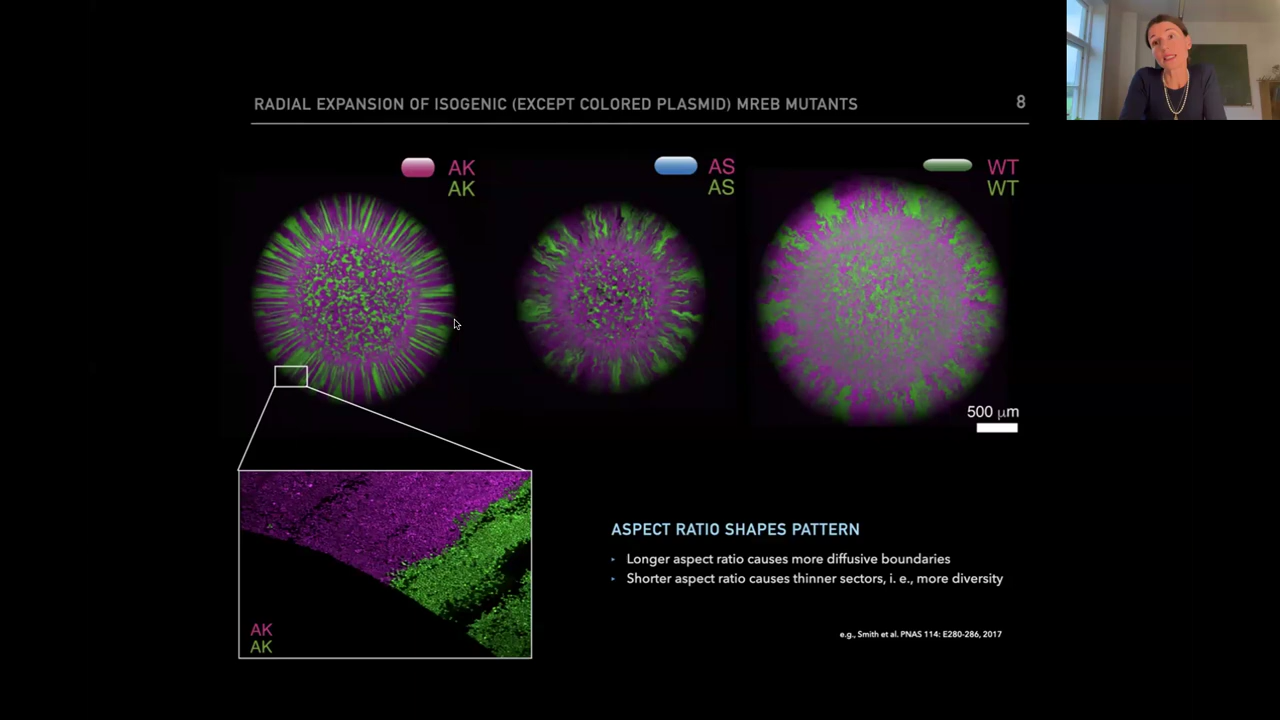 RADIAL EXPANSION OF ISOGENIC (EXCEPT COLORED PLASMID) MREB MUTANTS
8
AK
AK
AS
AS
WT
WT
500 μm
AK
AK
ASPECT RATIO SHAPES PATTERN
Longer aspect ratio causes more diffusive boundaries
Shorter aspect ratio causes thinner sectors, i. e., more diversity
e.g., Smith et al. PNAS 114: E280-286, 2017